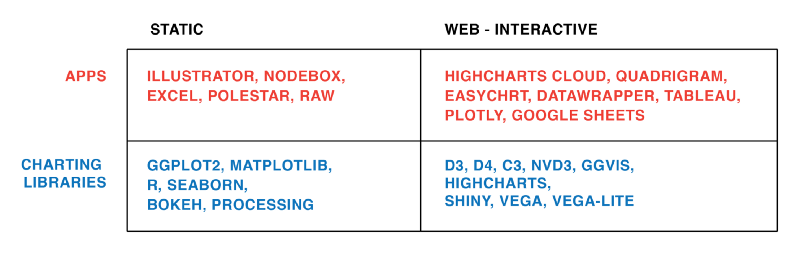 STATIC
WEB - INTERACTIVE
APPS
ILLUSTRATOR, NODEBOX,
EXCEL, POLESTAR, RAW
HIGHCHARTS CLOUD, QUADRIGRAM,
EASYCHRT, DATAWRAPPER, TABLEAU,
PLOTLY, GOOGLE SHEETS
CHARTING
LIBRARIES
GGPLOT2, MATPLOTLIB,
R, SEABORN,
BOKEH, PROCESSING
D3, D4, C3, NVD3, GGVIS,
HIGHCHARTS,
SHINY, VEGA, VEGA-LITE